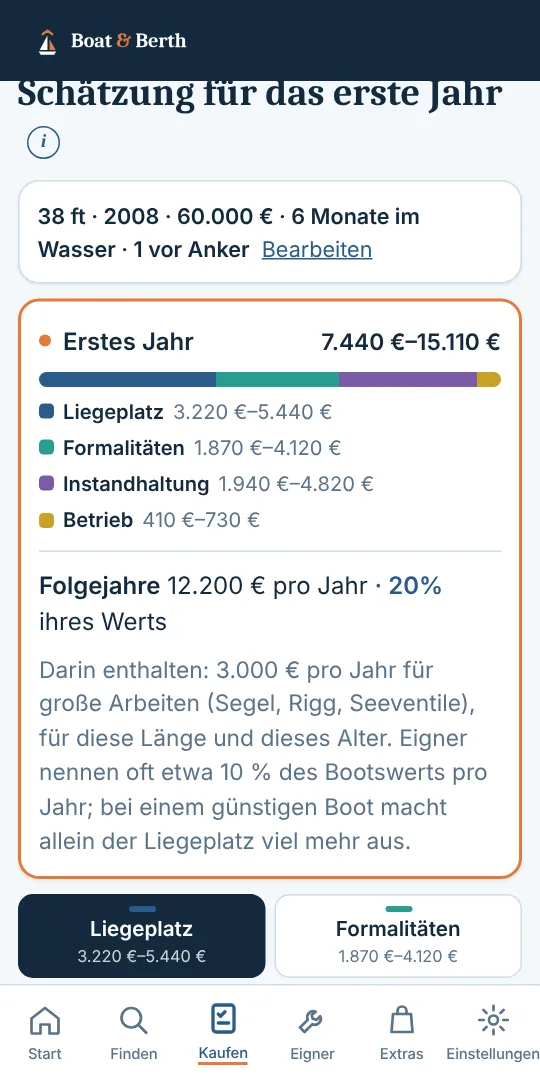 Boat & Berth
Schätzung für das erste Jahr
i
38 ft · 2008 · 60.000 € · 6 Monate im
Wasser · 1 vor Anker Bearbeiten
Erstes Jahr 7.440 €–15.110 €
Liegeplatz 3.220 €–5.440 €
Formalitäten 1.870 €–4.120 €
Instandhaltung 1.940 €–4.820 €
Betrieb 410 €–730 €
Folgejahre 12.200 € pro Jahr · 20%
ihres Werts
Darin enthalten: 3.000 € pro Jahr für
große Arbeiten (Segel, Rigg, Seeventile),
für diese Länge und dieses Alter. Eigner
nennen oft etwa 10 % des Bootswerts pro
Jahr; bei einem günstigen Boot macht
allein der Liegeplatz viel mehr aus.
Liegeplatz Formalitäten
3.220 €–5.440 € 1.870 €–4.120 €
Start Finden Kaufen Eigner Extras Einstellungen